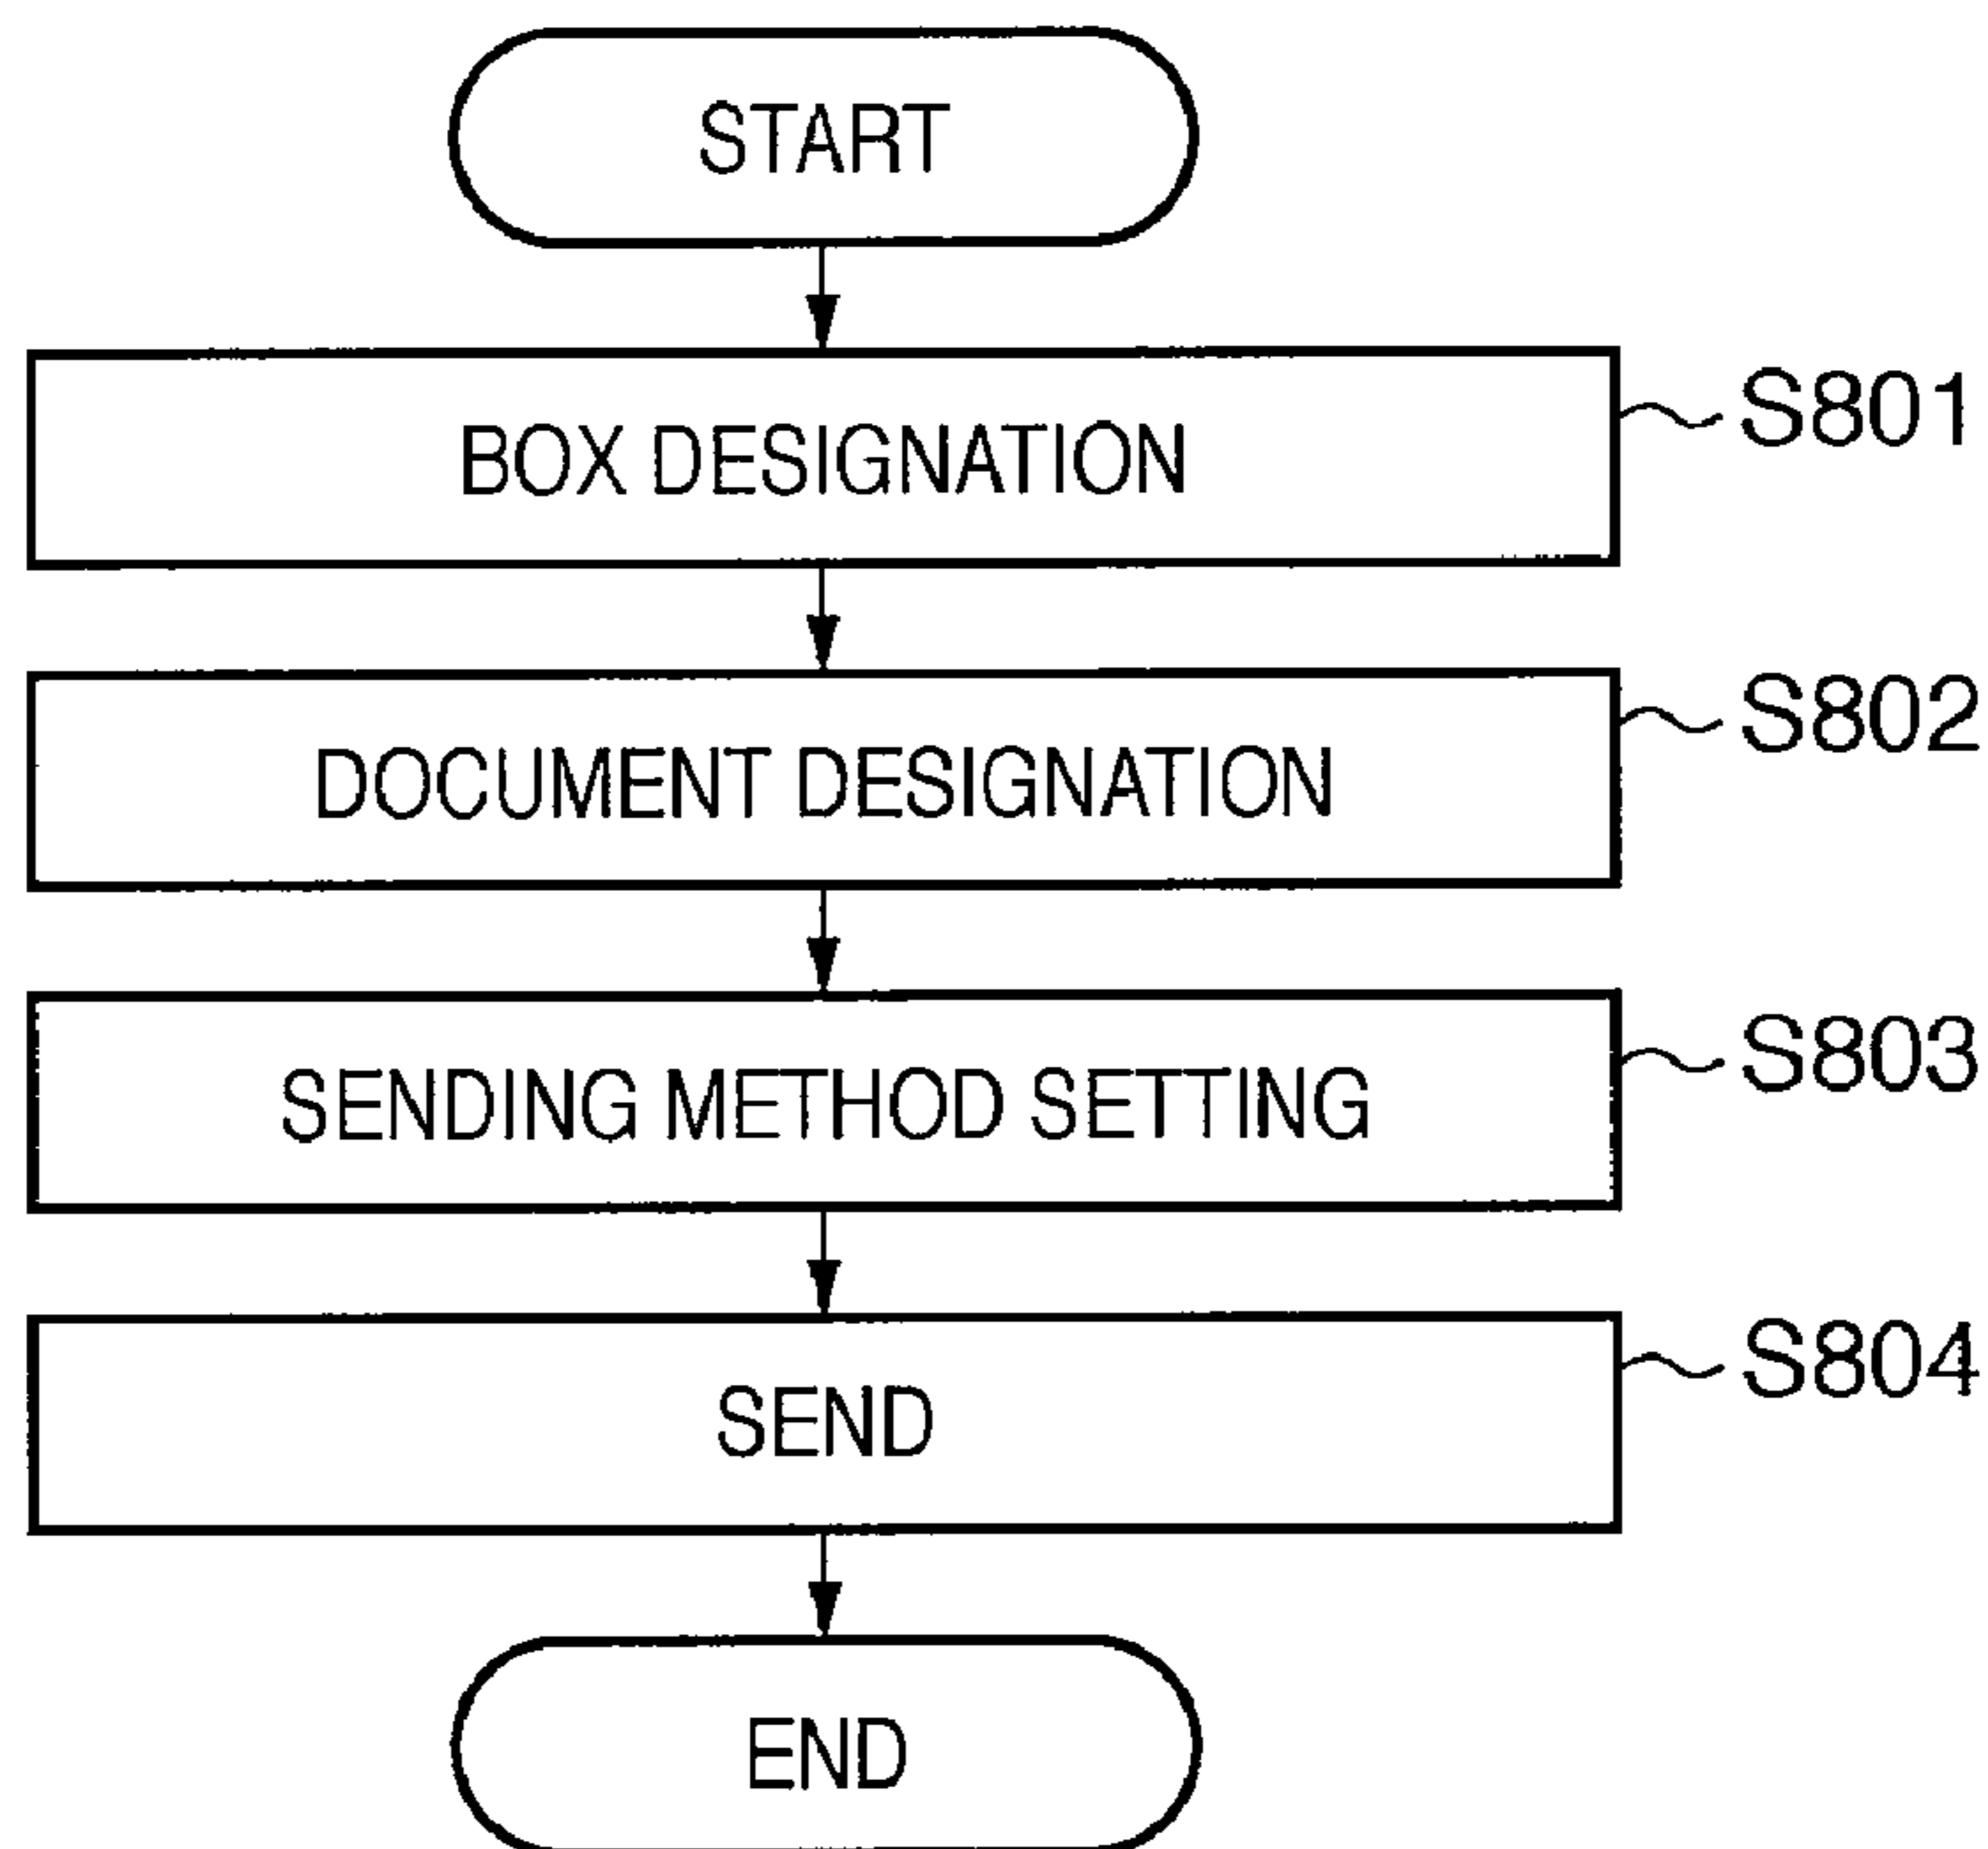 START
BOX DESIGNATION
S801
DOCUMENT DESIGNATION
S802
SENDING METHOD SETTING
S803
SEND
S804
END